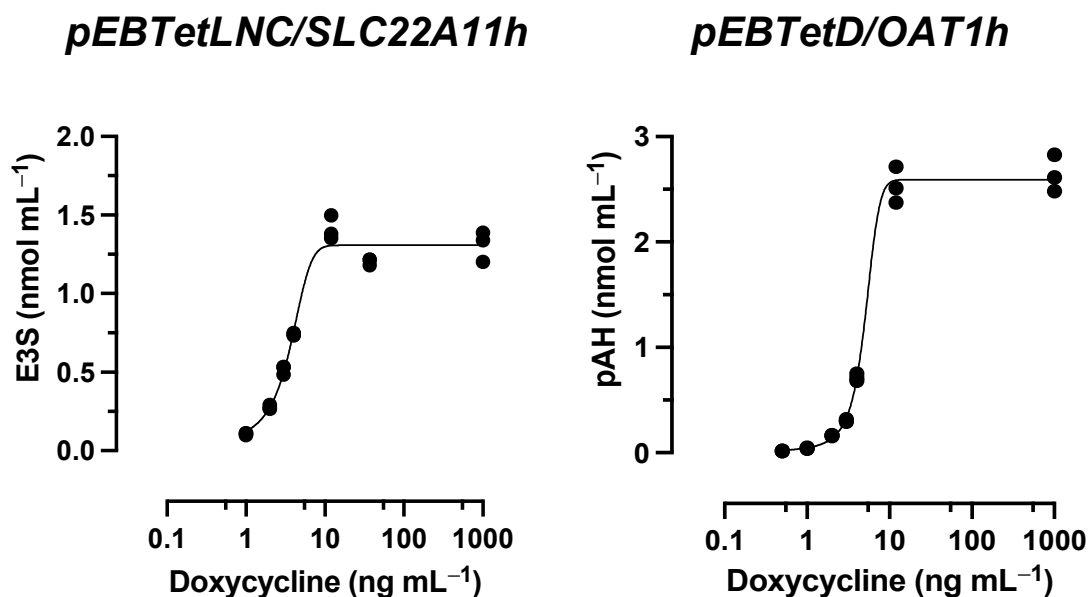 pEBTetLNC/SLC22A11h
pEBTetD/OAT1h
E3S (nmol mL−1)
2.0
1.5
1.0
0.5
0.0
0.1 1 10 100 1000
Doxycycline (ng mL−1)
pAH (nmol mL−1)
3
2
1
0
0.1 1 10 100 1000
Doxycycline (ng mL−1)